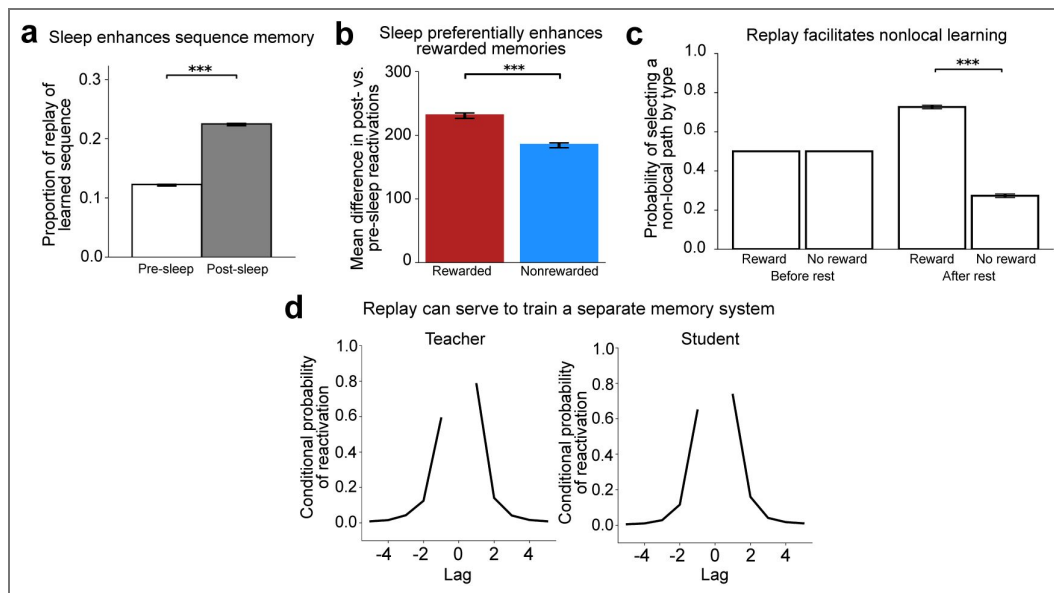 a
Sleep enhances sequence memory
Proportion of replay of
learned sequence
0.3
0.2
0.1
0.0
***
Pre-sleep
Post-sleep
b
Sleep preferentially enhances
rewarded memories
Mean difference in post- vs.
pre-sleep reactivations
300
200
100
0
***
Rewarded
Nonrewarded
c
Replay facilitates nonlocal learning
Probability of selecting a
non-local path by type
1.0
0.8
0.6
0.4
0.2
0.0
***
Reward
No reward
Before rest
Reward
No reward
After rest
d
Replay can serve to train a separate memory system
Teacher
Conditional probability
of reactivation
1.0
0.8
0.6
0.4
0.2
0.0
-4 -2 0 2 4
Lag
Student
Conditional probability
of reactivation
1.0
0.8
0.6
0.4
0.2
0.0
-4 -2 0 2 4
Lag